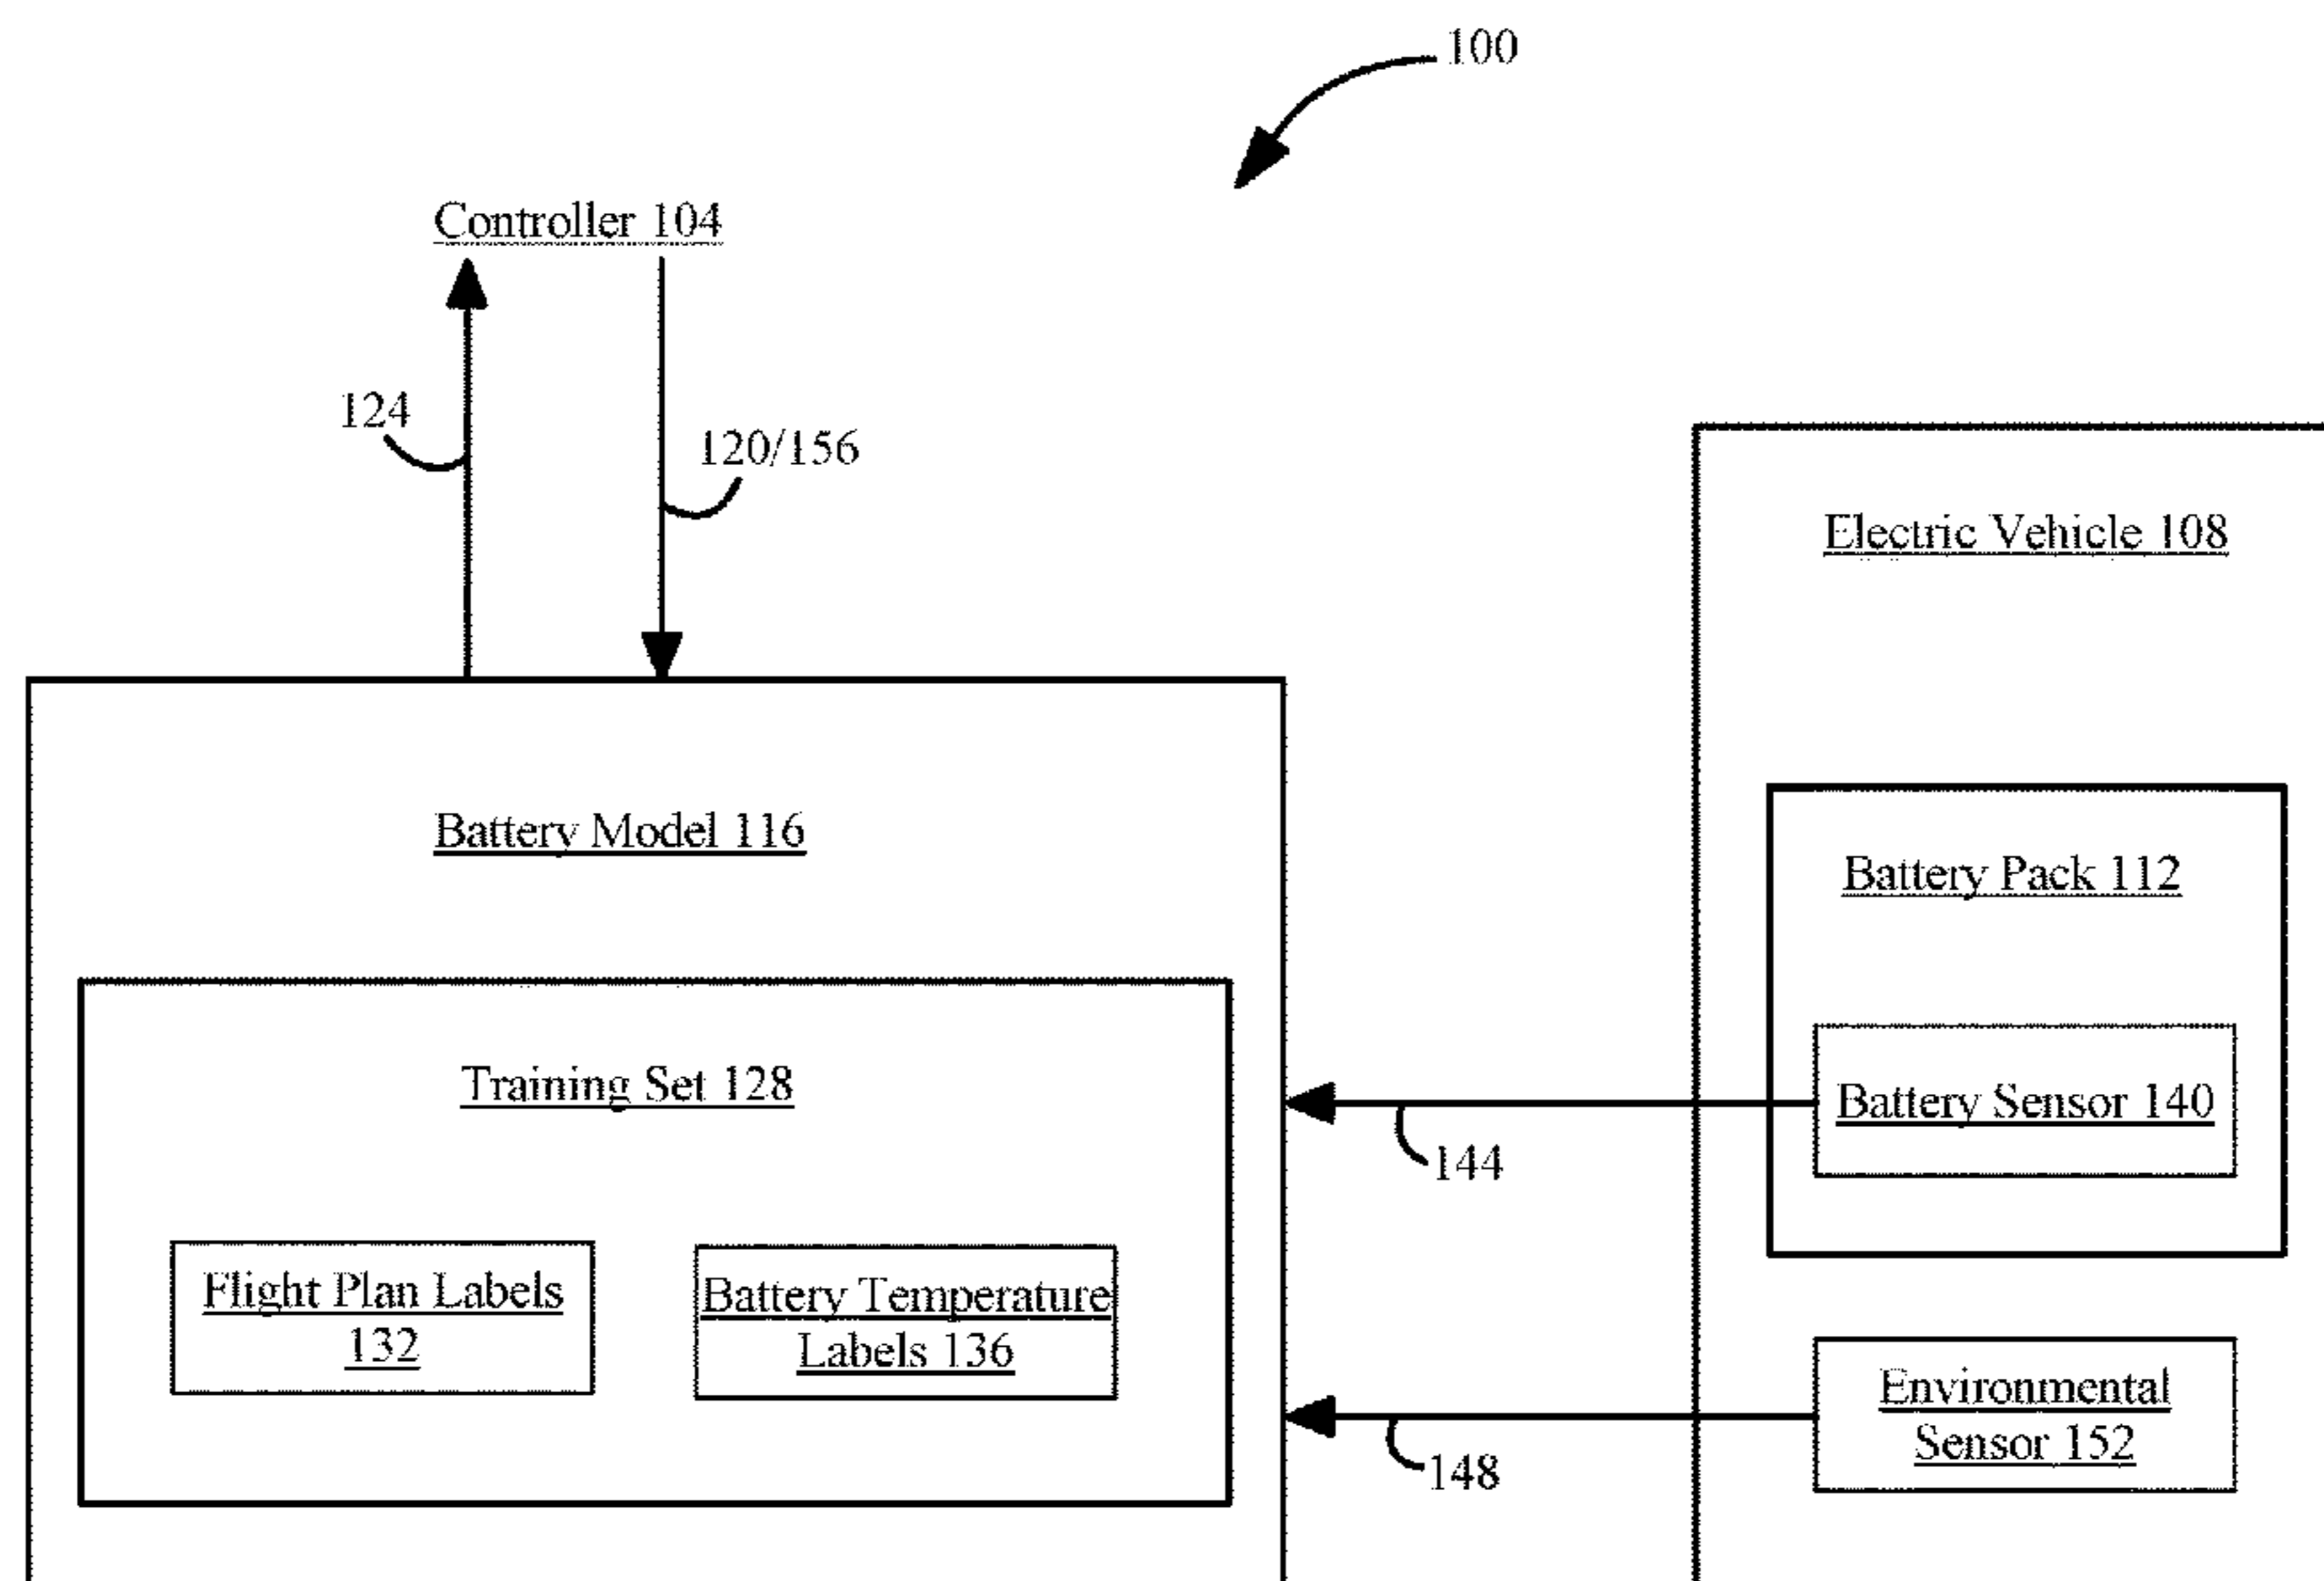 100
Controller 104
124
120/156
Electric Vehicle 108
Battery Model 116
Battery Pack 112
Training Set 128
Battery Sensor 140
144
Flight Plan Labels
132
Battery Temperature
Labels 136
Environmental
Sensor 152
148